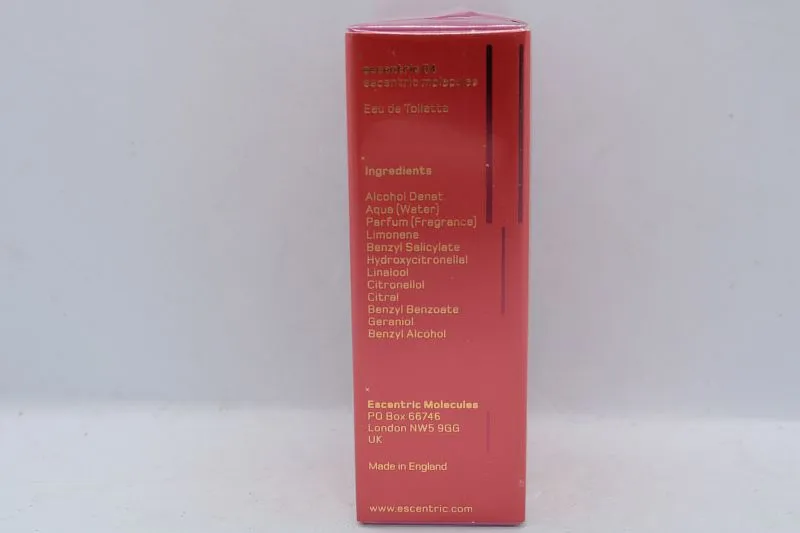 escentric 04
escentric molecules
Eau de Toilette
Ingredients
Alcohol Denat
Aqua (Water)
Parfum (Fragrance)
Limonene
Benzyl Salicylate
Hydroxycitronellal
Linalool
Citronellol
Citral
Benzyl Benzoate
Geraniol
Benzyl Alcohol
Escentric Molecules
PO Box 66746
London NW5 9GG
UK
Made in England
www.escentric.com